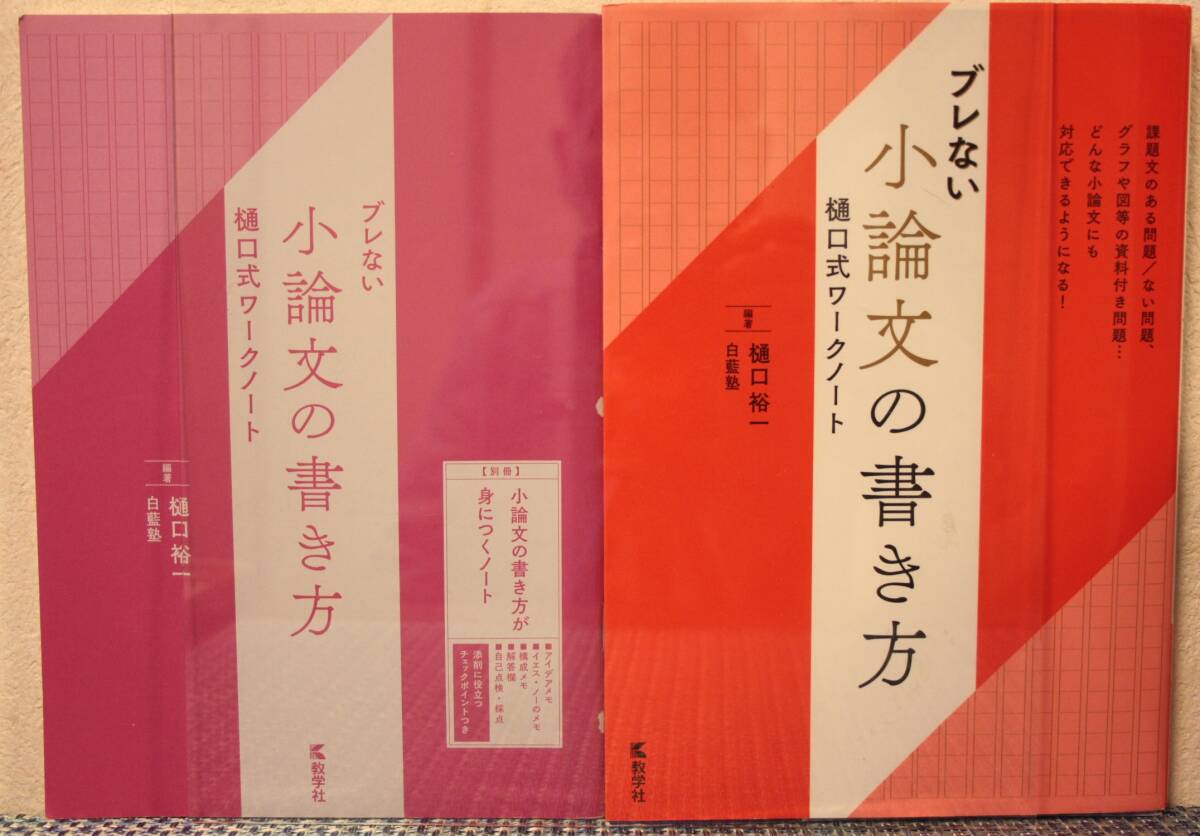 ブレない
小論文の書き方
樋口式ワークノート
編著
樋口 裕一
白藍塾
【別冊】
小論文の書き方が
身につくノート
■アイデアメモ
■イエス・ノーのメモ
■構成メモ
■解答欄
■自己点検・採点
添削に役立つ
チェックポイントつき
教学社
課題文のある問題／ない問題、
グラフや図等の資料付き問題…
どんな小論文にも
対応できるようになる！
ブレない
小論文の書き方
樋口式ワークノート
編著
樋口 裕一
白藍塾
教学社